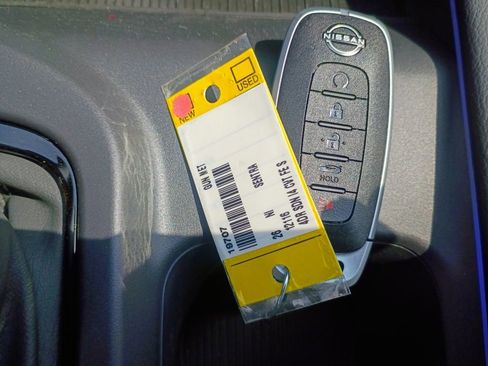 NISSAN
HOLD
USED
NEW
GUN MET
SENTRA
26 NI
12116
4DR SDN I4 CVT FE S
19707